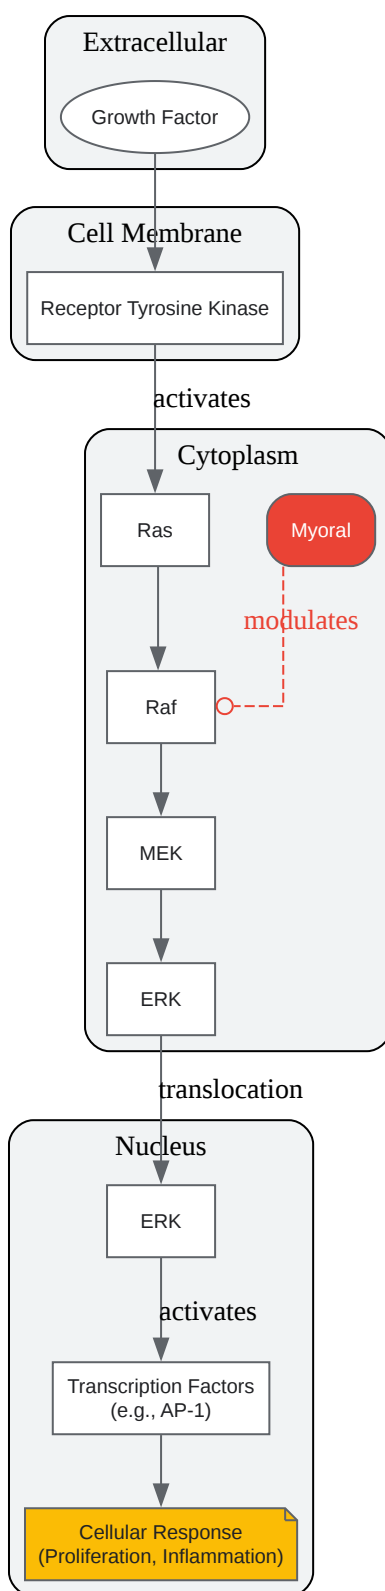 Extracellular
Growth Factor
Cell Membrane
Receptor Tyrosine Kinase
activates
Cytoplasm
Ras
Myoral
modulates
Raf
MEK
ERK
translocation
Nucleus
ERK
activates
Transcription Factors
(e.g., AP-1)
Cellular Response
(Proliferation, Inflammation)